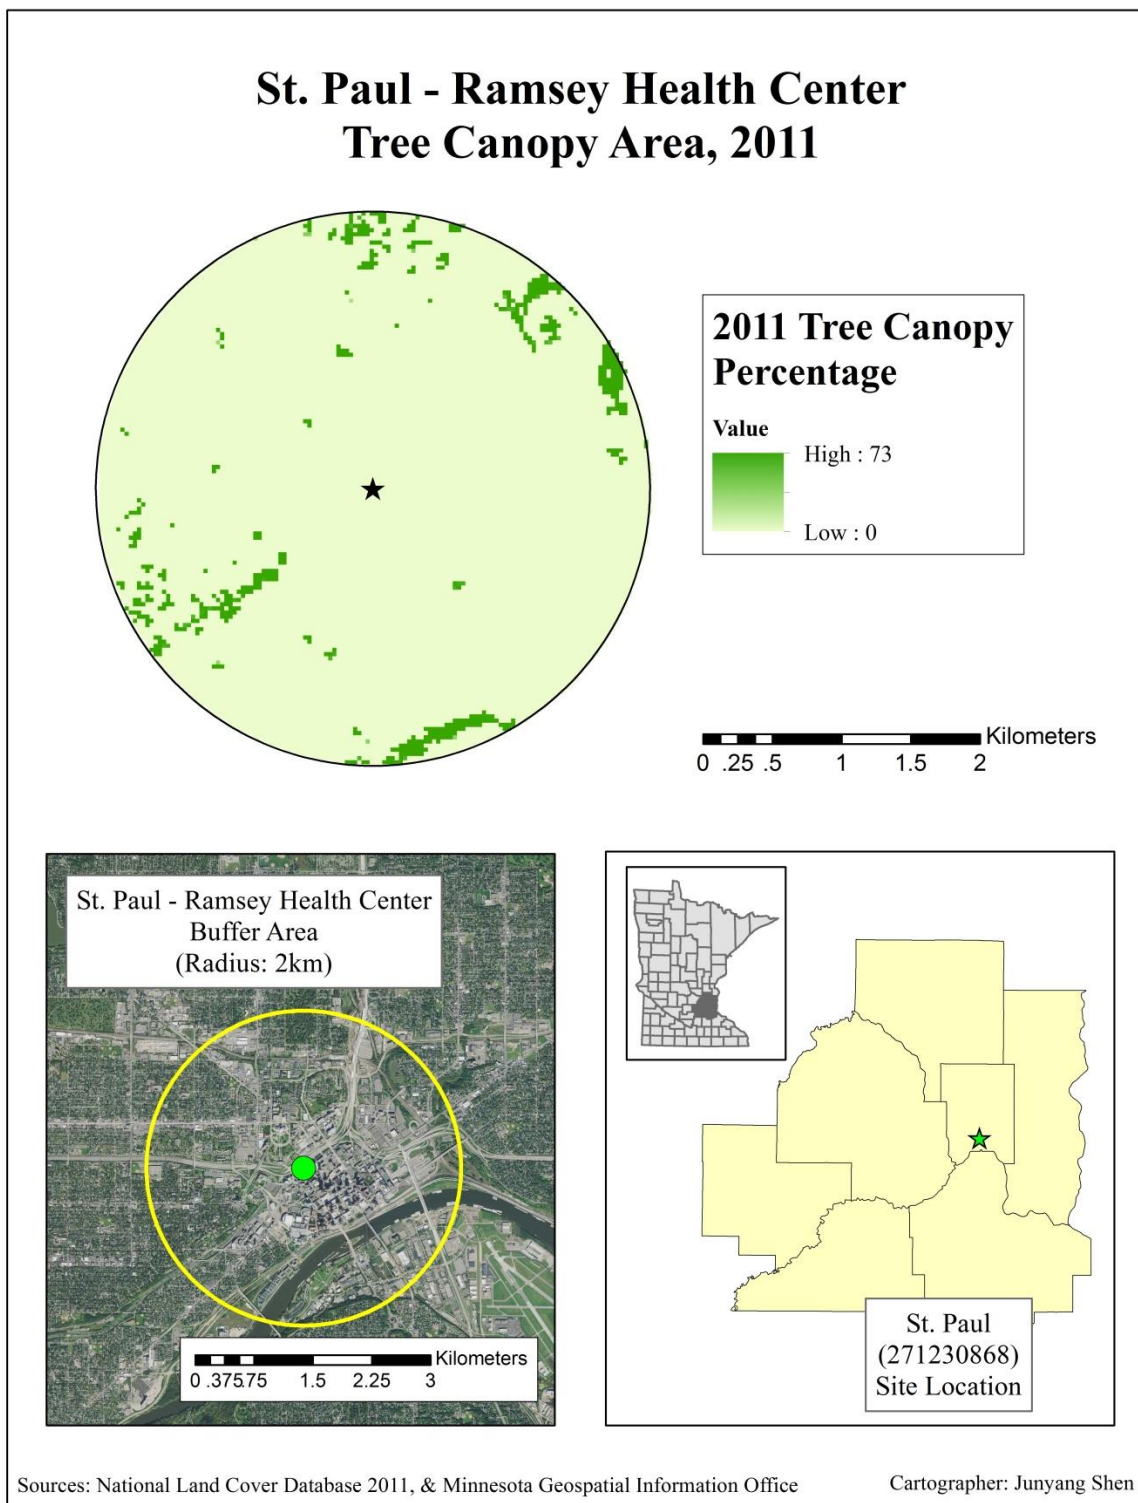 St. Paul - Ramsey Health Center
Tree Canopy Area, 2011
2011 Tree Canopy
Percentage
Value
High : 73
Low : 0
Kilometers
0 .25 .5 1 1.5 2
St. Paul - Ramsey Health Center
Buffer Area
(Radius: 2km)
Kilometers
0 .375.75 1.5 2.25 3
St. Paul
(271230868)
Site Location
Sources: National Land Cover Database 2011, & Minnesota Geospatial Information Office
Cartographer: Junyang Shen